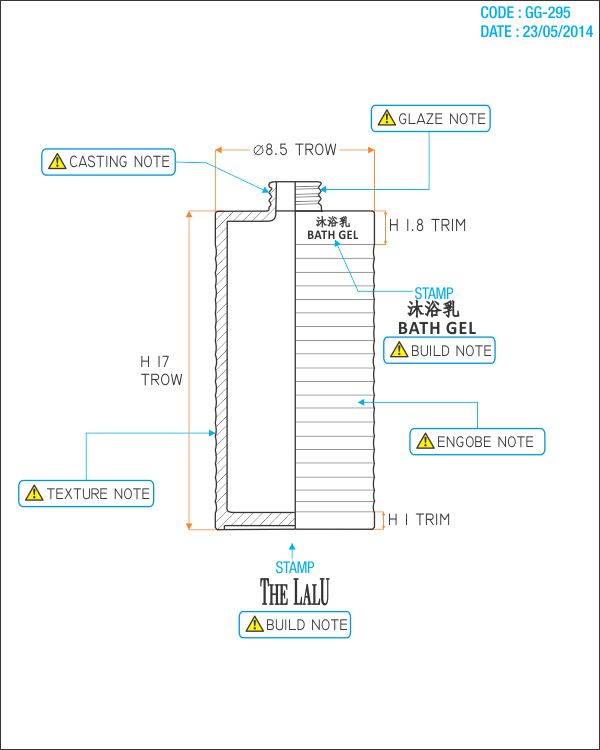 CODE : GG-295
DATE : 23/05/2014
GLAZE NOTE
⌀8.5 TROW
CASTING NOTE
沐浴乳
BATH GEL
H 1.8 TRIM
STAMP
沐浴乳
BATH GEL
BUILD NOTE
H 17
TROW
ENGOBE NOTE
TEXTURE NOTE
H 1 TRIM
STAMP
THE LALU
BUILD NOTE